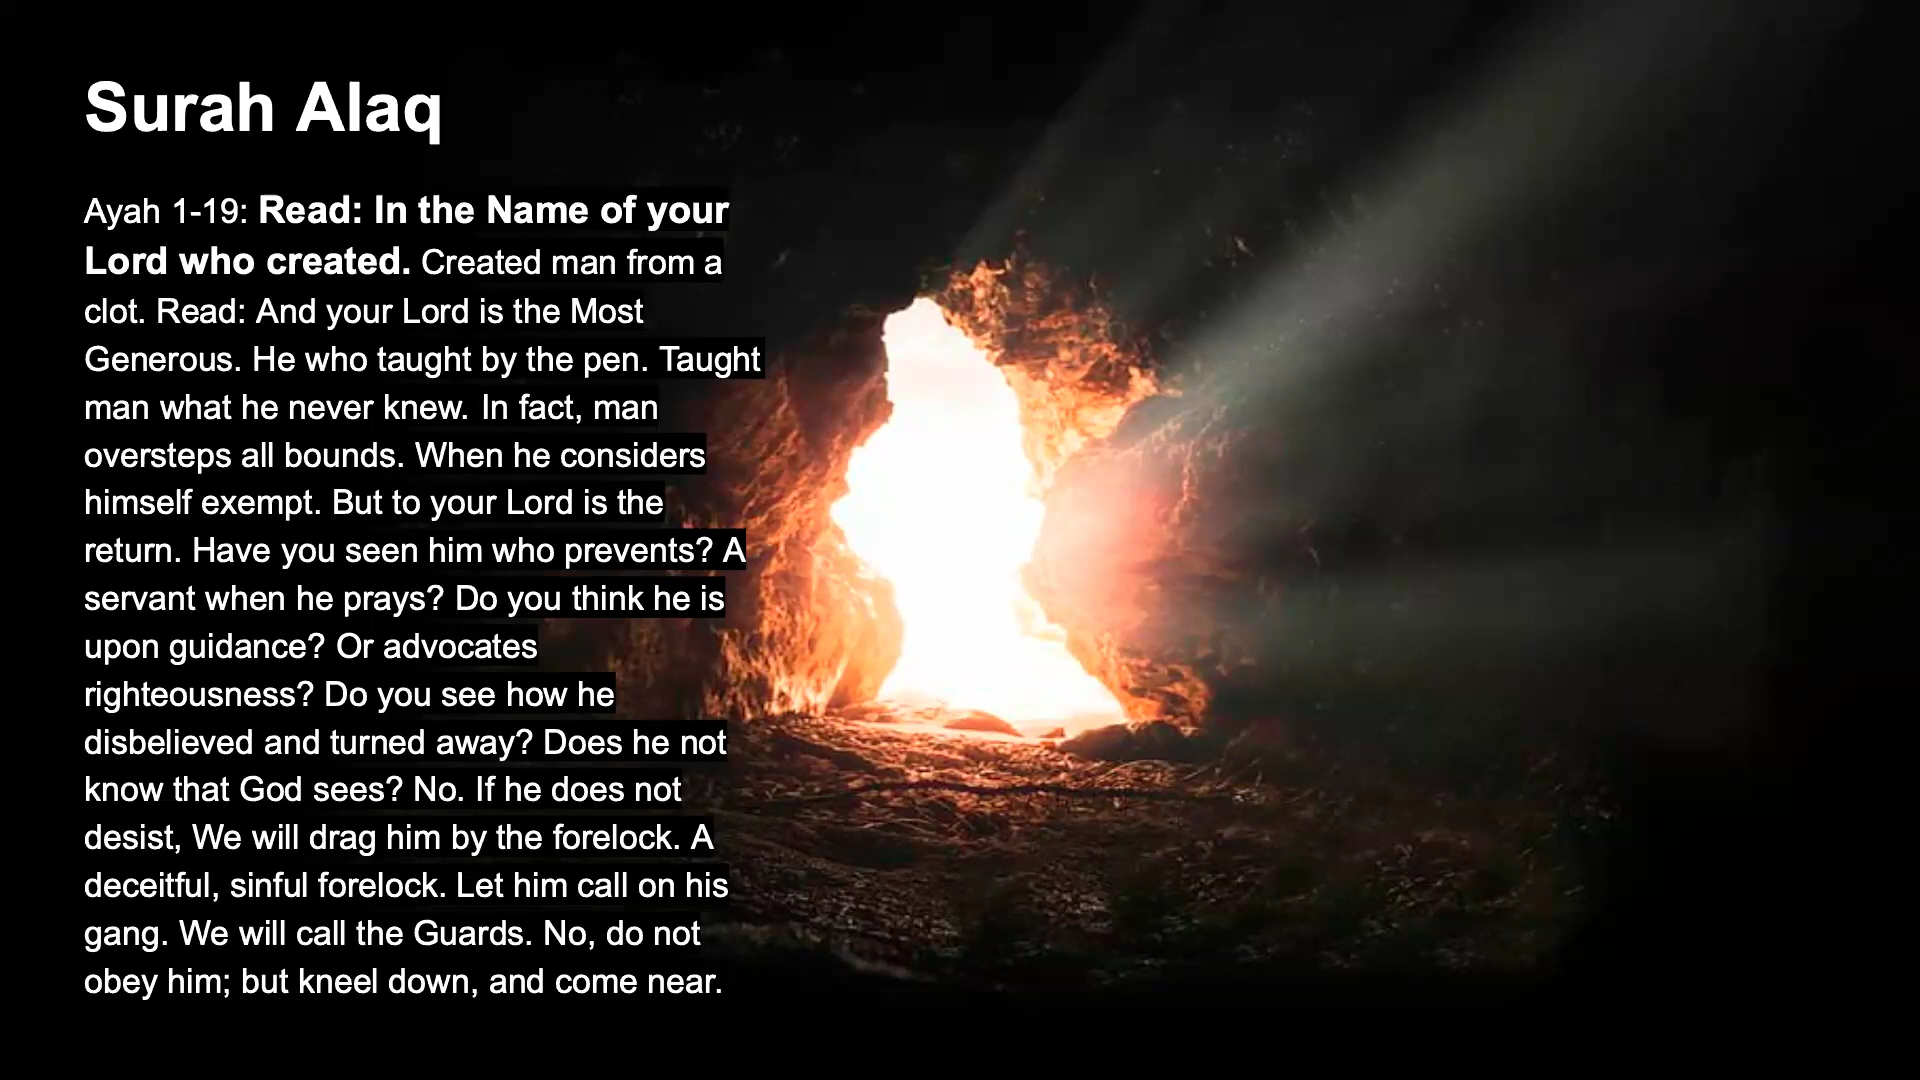 Surah Alaq
Ayah 1-19: Read: In the Name of your
Lord who created. Created man from a
clot. Read: And your Lord is the Most
Generous. He who taught by the pen. Taught
man what he never knew. In fact, man
oversteps all bounds. When he considers
himself exempt. But to your Lord is the
return. Have you seen him who prevents? A
servant when he prays? Do you think he is
upon guidance? Or advocates
righteousness? Do you see how he
disbelieved and turned away? Does he not
know that God sees? No. If he does not
desist, We will drag him by the forelock. A
deceitful, sinful forelock. Let him call on his
gang. We will call the Guards. No, do not
obey him; but kneel down, and come near.